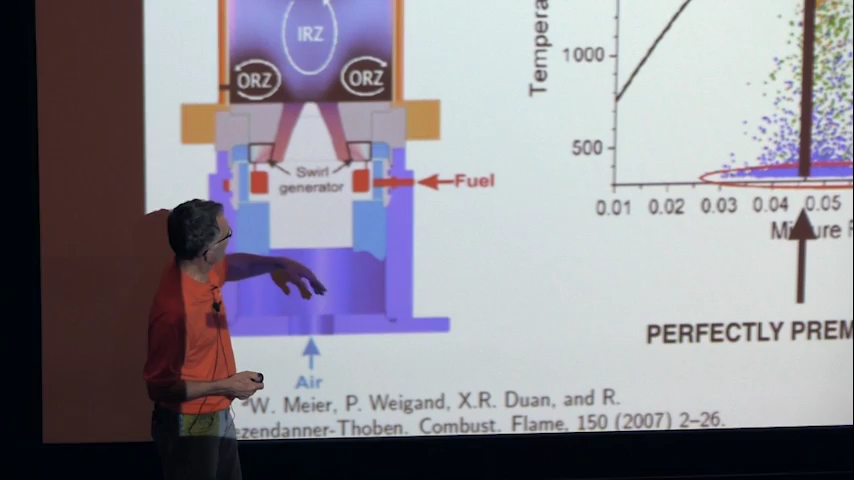 IRZ
ORZ
ORZ
Swirl
generator
Fuel
Air
W. Meier, P. Weigand, X.R. Duan, and R.
ezendanner-Thoben. Combust. Flame, 150 (2007) 2–26.
Tempera
1000
500
0.01 0.02 0.03 0.04 0.05
PERFECTLY PREM